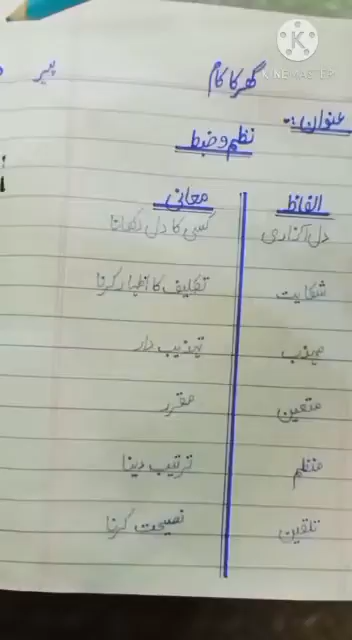 KINEMASTER
گھر کا کام
پیر
عنوان:
نظم و ضبط
الفاظ معانی
دل آزاری کسی کا دل دکھانا
شکایت تکلیف کا اظہار کرنا
مہذب تہذیب دار
متعین مقرر
منظم ترتیب دینا
تلقین نصیحت کرنا